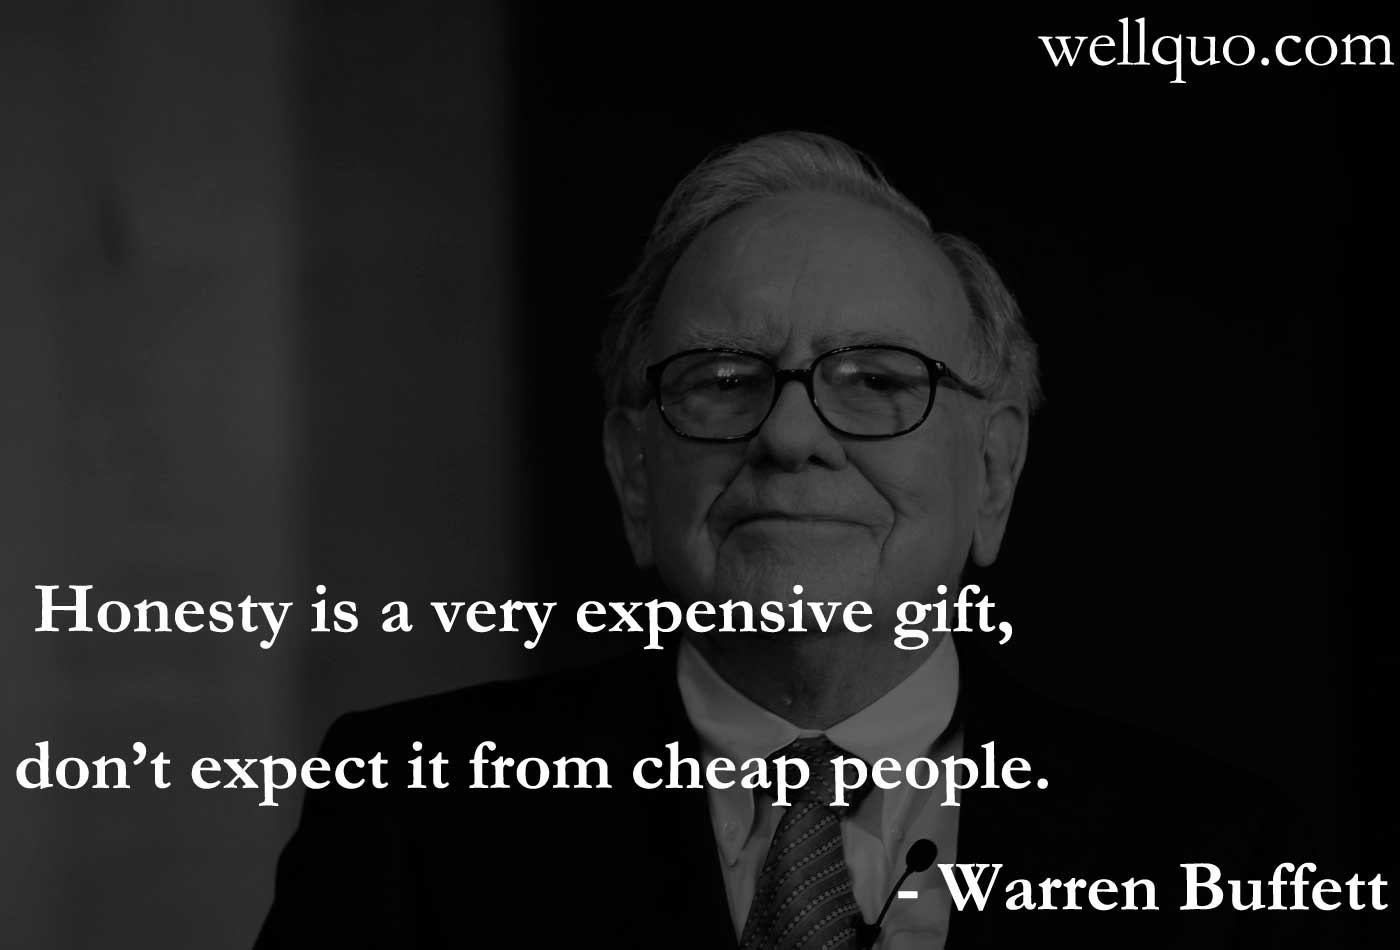 wellquo.com
Honesty is a very expensive gift,
don’t expect it from cheap people.
- Warren Buffett